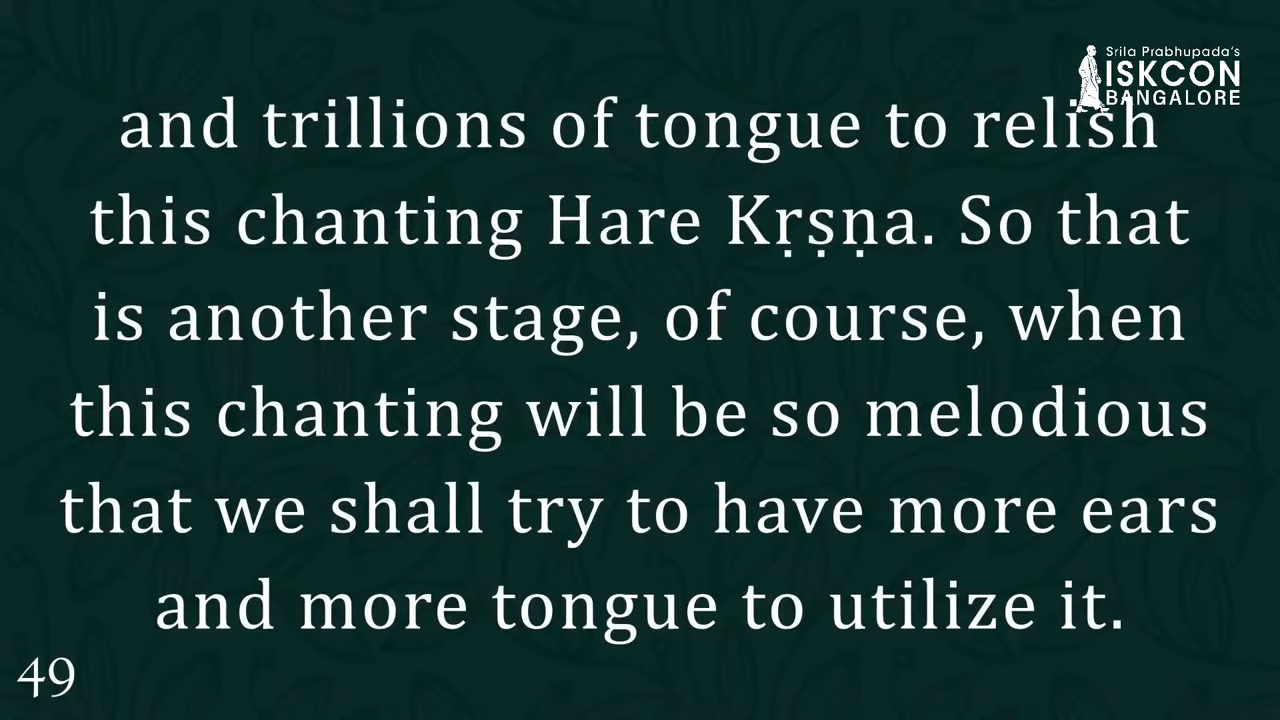 Srila Prabhupada's
ISKCON
BANGALORE
and trillions of tongue to relish
this chanting Hare Kṛṣṇa. So that
is another stage, of course, when
this chanting will be so melodious
that we shall try to have more ears
and more tongue to utilize it.
49